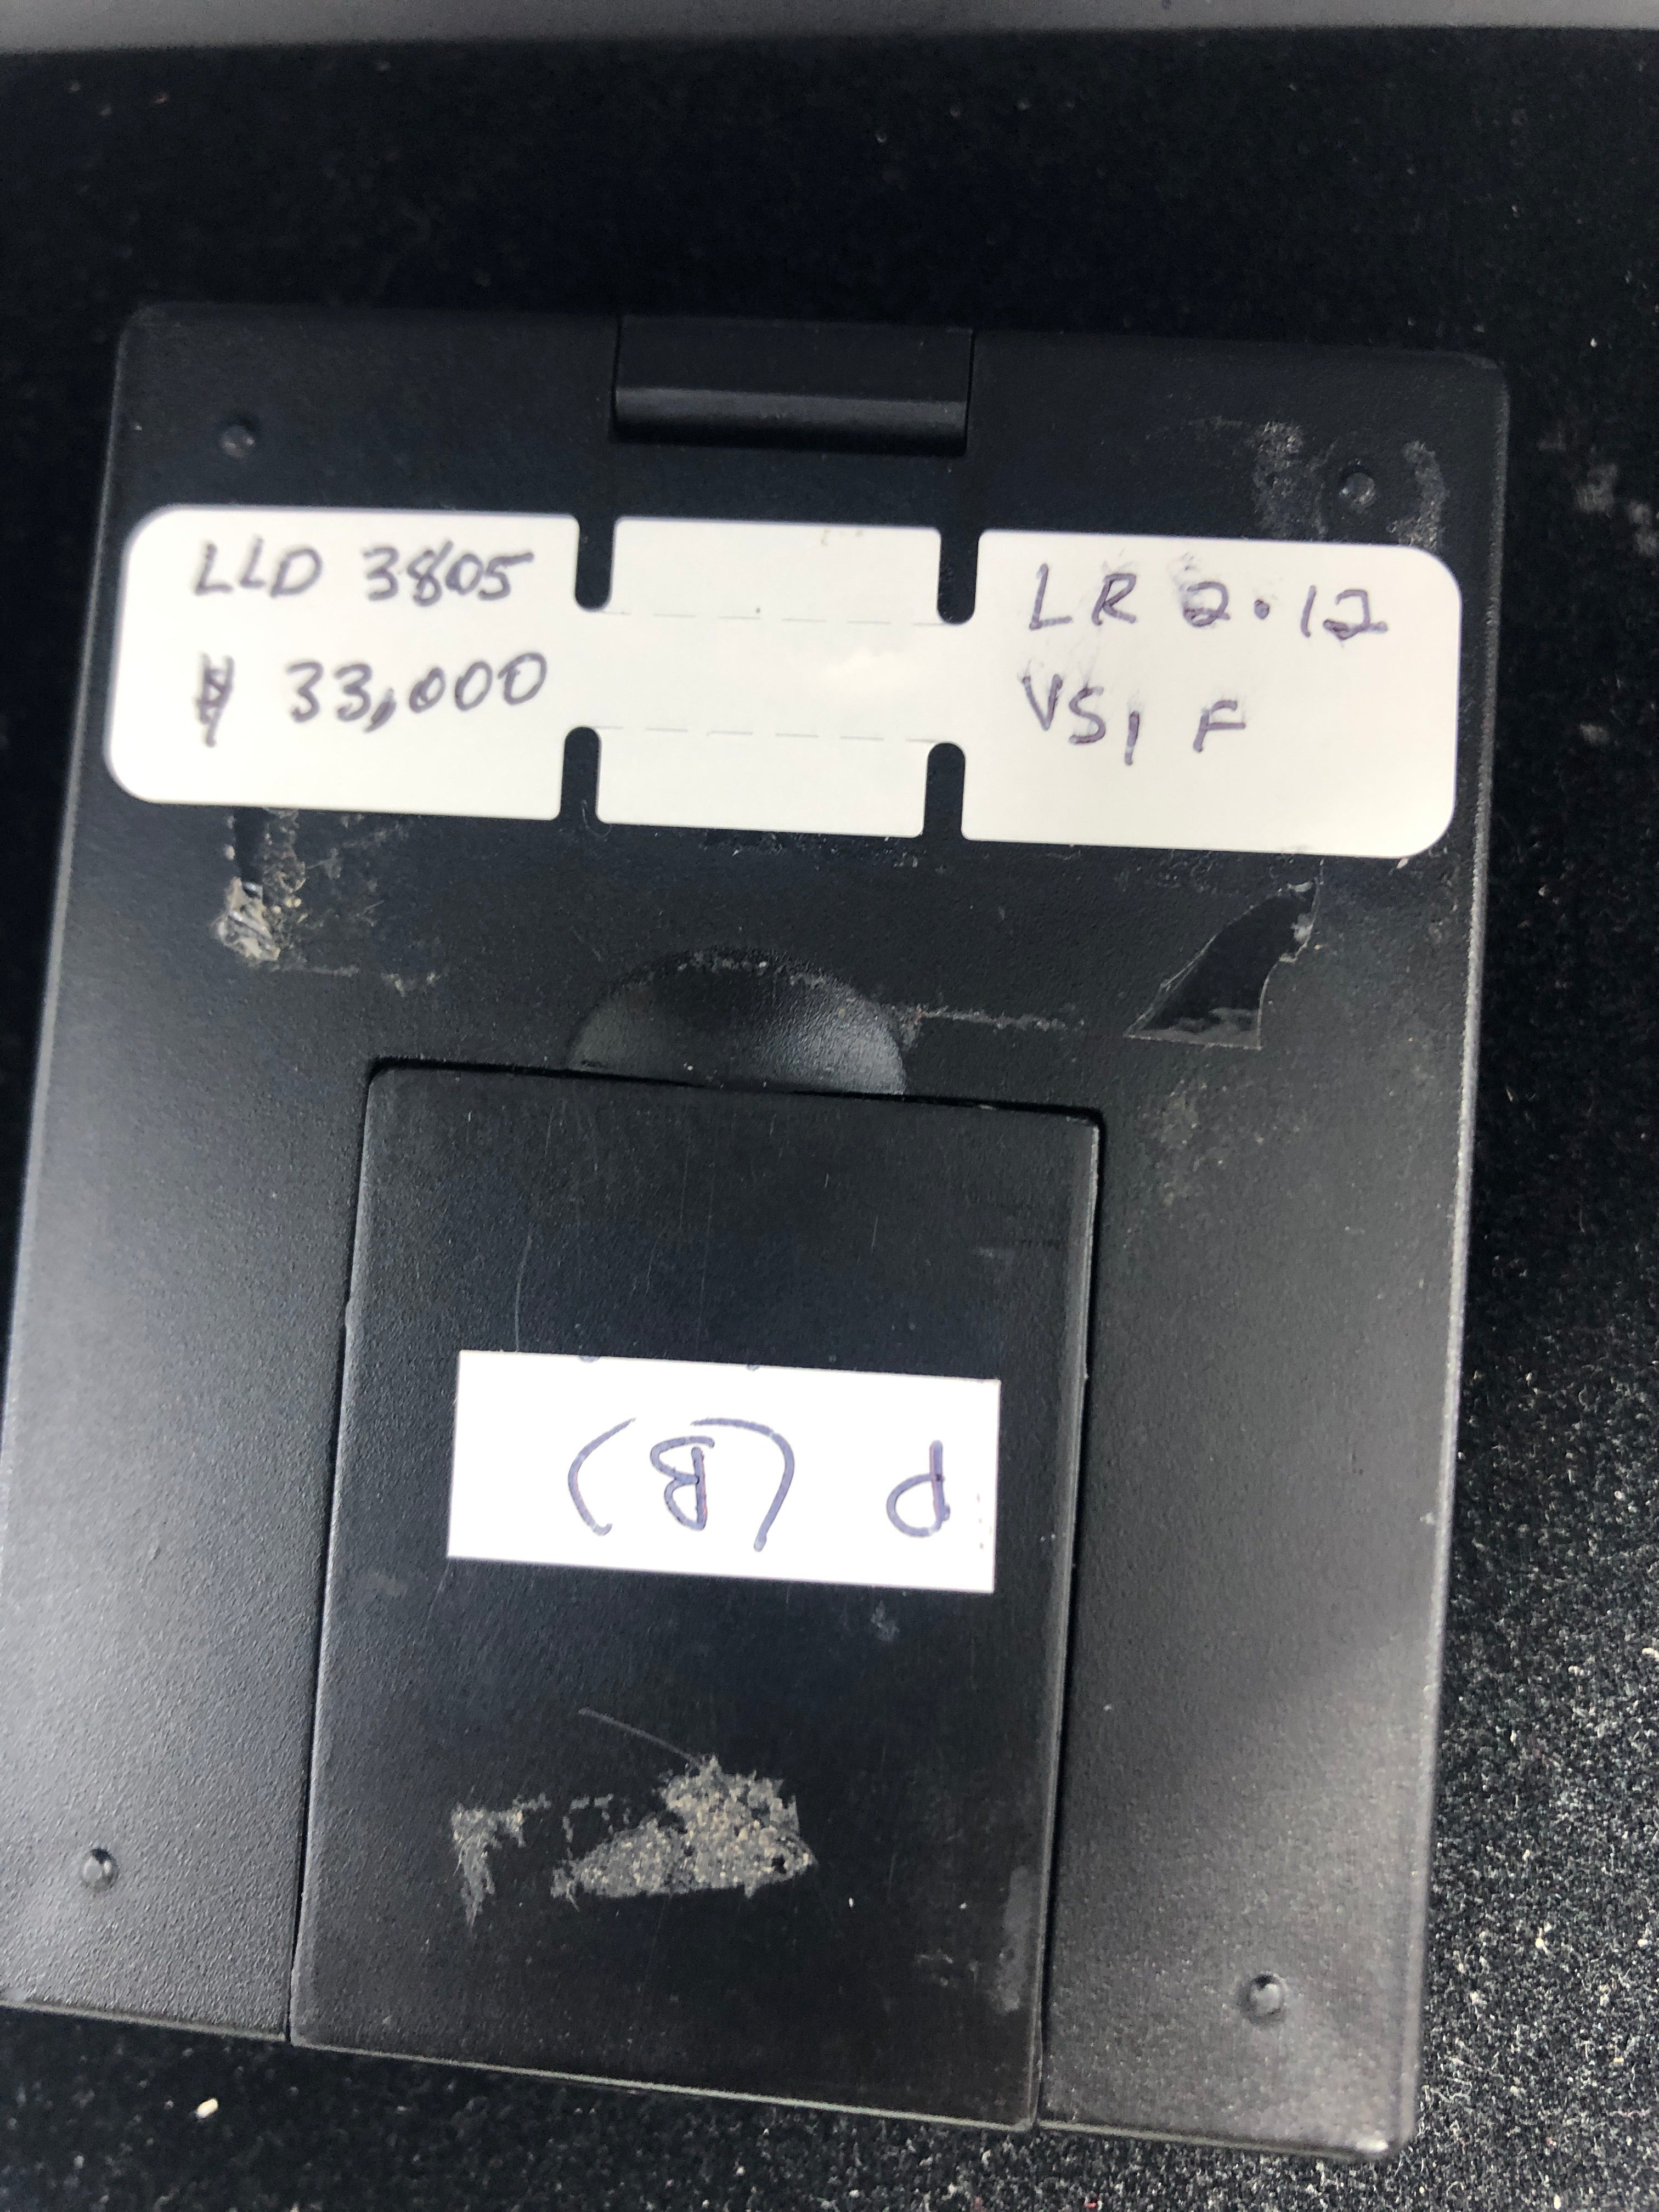 LLD 3805
33,000
LR 2.12
VS1 F
P (B)